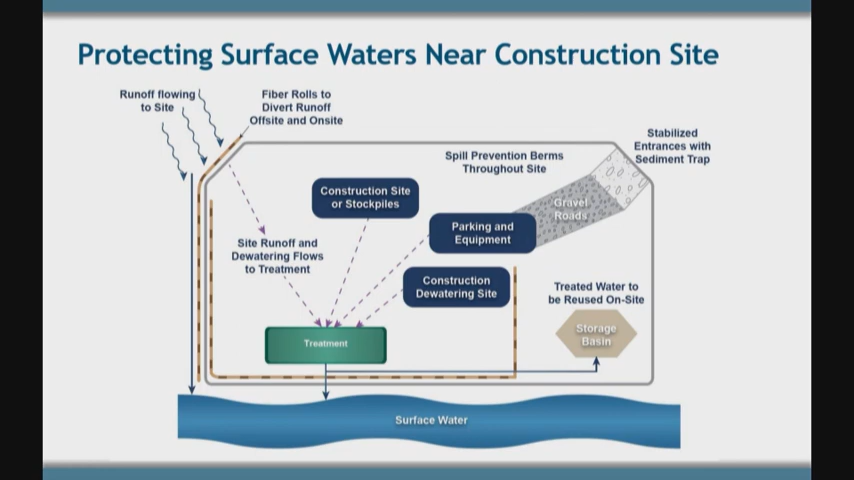 Protecting Surface Waters Near Construction Site
Runoff flowing
to Site
Fiber Rolls to
Divert Runoff
Offsite and Onsite
Stabilized
Entrances with
Sediment Trap
Spill Prevention Berms
Throughout Site
Construction Site
or Stockpiles
Gravel
Roads
Parking and
Equipment
Site Runoff and
Dewatering Flows
to Treatment
Construction
Dewatering Site
Treated Water to
be Reused On-Site
Storage
Basin
Treatment
Surface Water